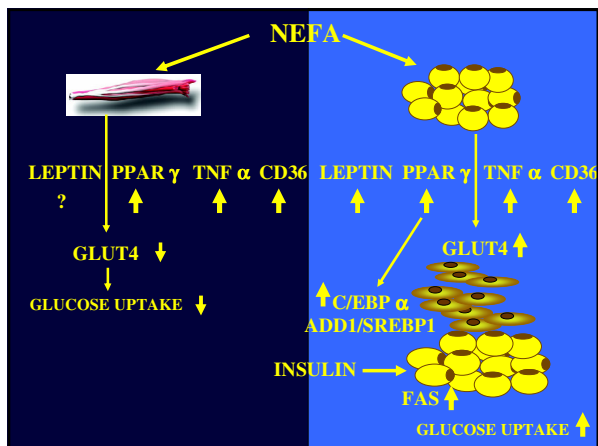 NEFA
LEPTIN PPAR γ TNF α CD36
?
GLUT4
GLUCOSE UPTAKE
LEPTIN PPAR γ TNF α CD36
GLUT4
C/EBP α
ADD1/SREBP1
INSULIN
FAS
GLUCOSE UPTAKE